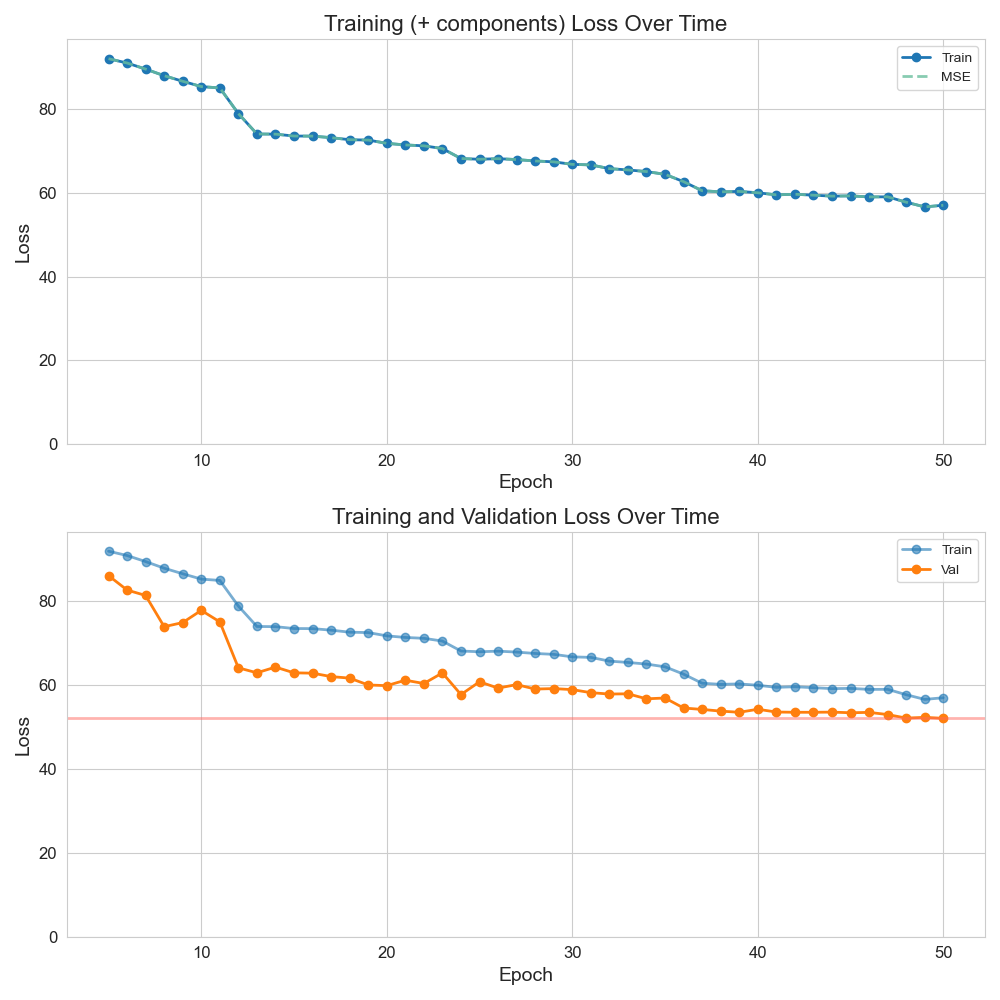 Training (+ components) Loss Over Time
Train
MSE
80
60
40
20
0
Loss
10 20 30 40 50
Epoch
Training and Validation Loss Over Time
Train
Val
80
60
40
20
0
Loss
10 20 30 40 50
Epoch